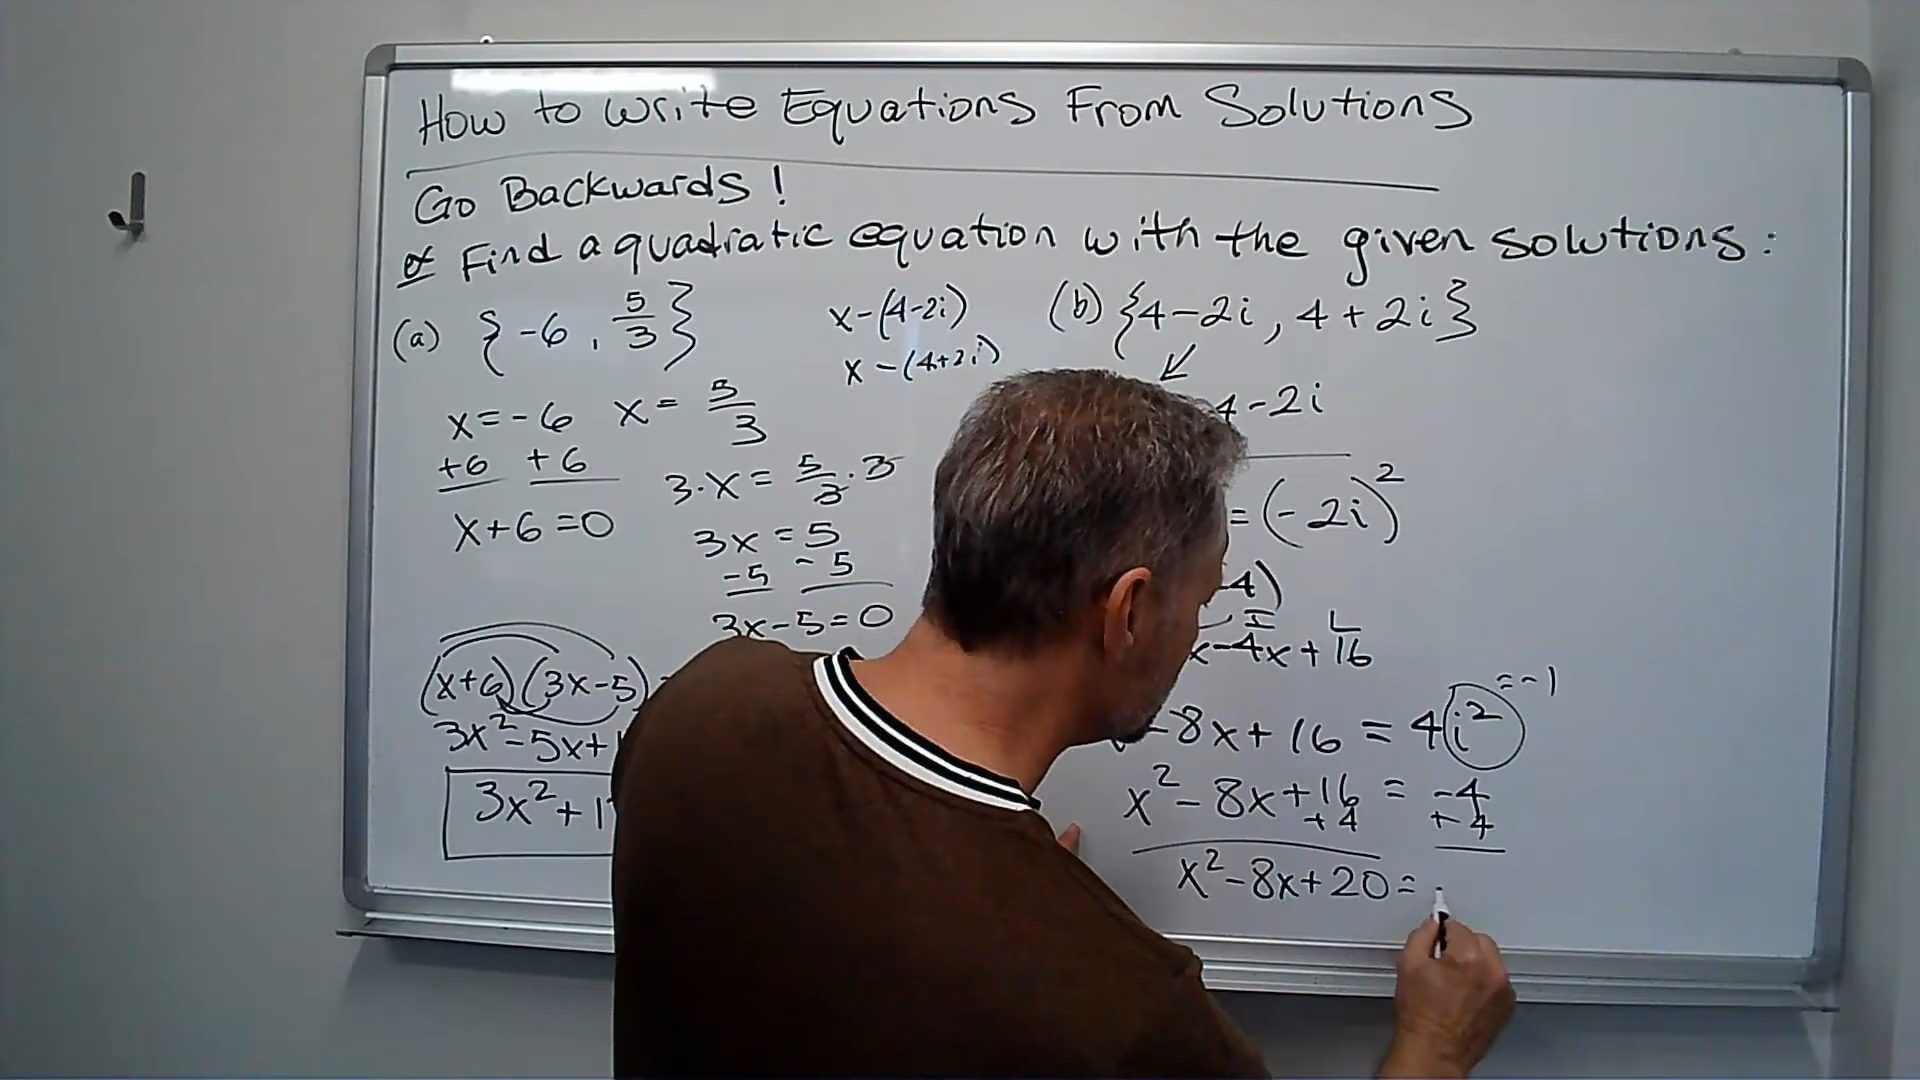 How to Write Equations From Solutions
Go Backwards!
ex Find a quadratic equation with the given solutions:
(a) {-6, 5/3}
x=-6 x= 5/3
+6 +6
x+6=0
3·x= 5/3·3
3x=5
-5 -5
3x-5=0
(x+6)(3x-5)
3x²-5x+1
3x²+1
x-(4-2i)
x-(4+2i)
(b) {4-2i, 4+2i}
4-2i
=(-2i)²
-4)
I L
x-4x+16
-8x+16=4i² =-1
x²-8x+16=-4
+4 +4
x²-8x+20=